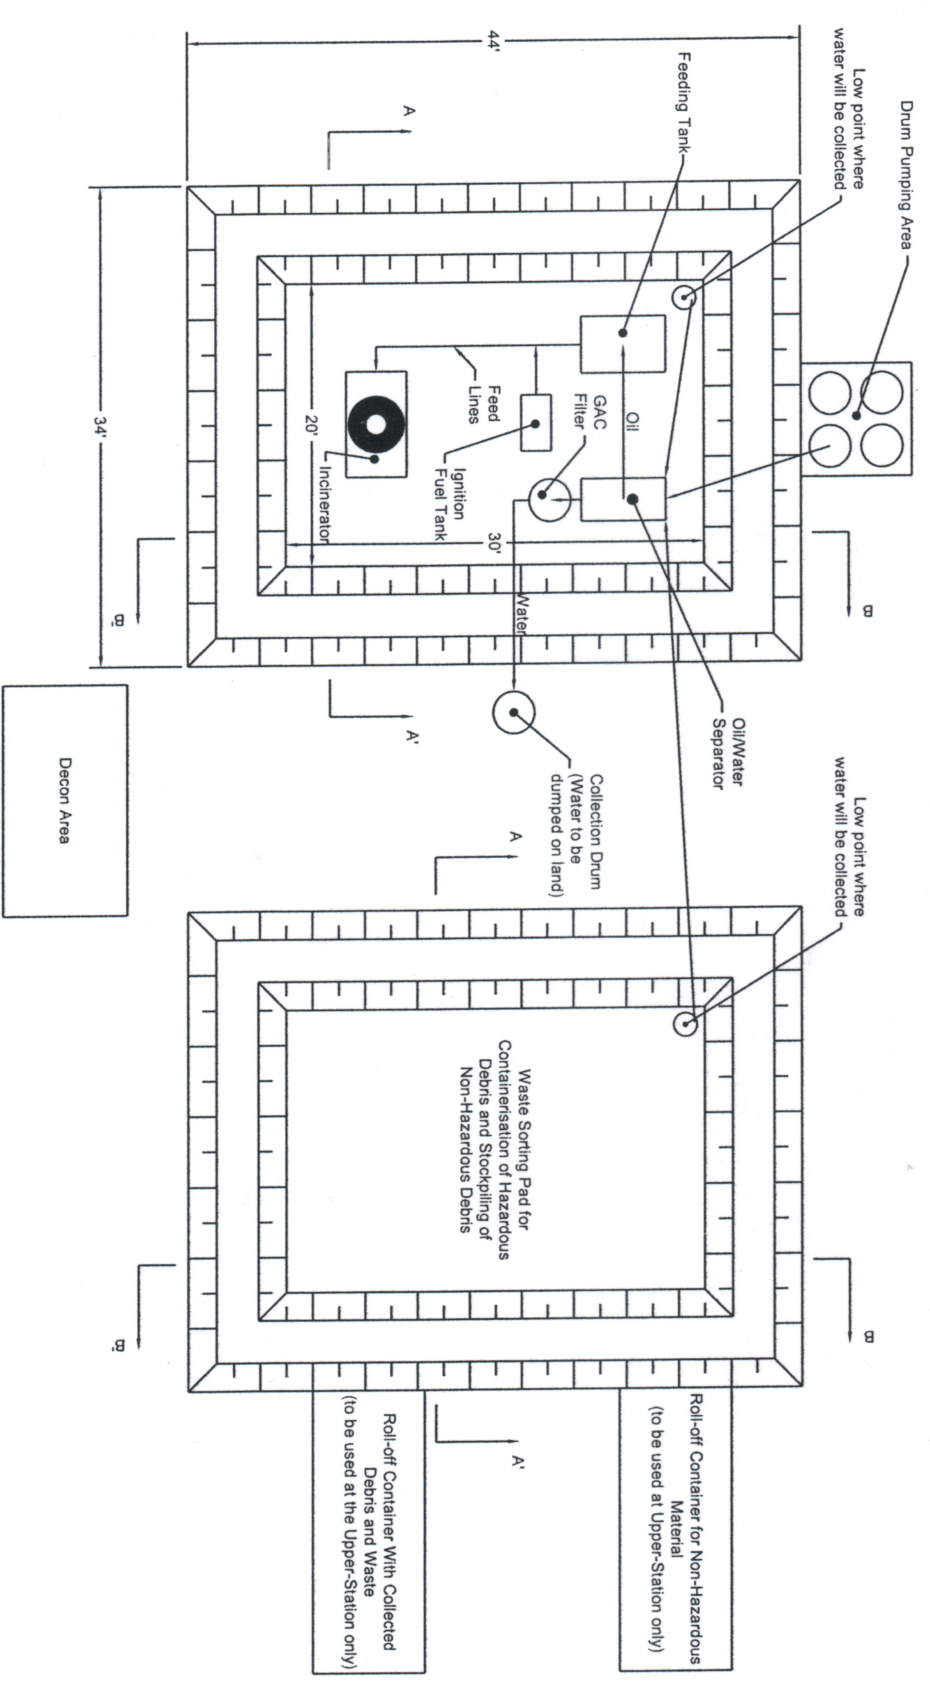 Drum Pumping Area
Low point where
water will be collected
Feeding Tank
44'
A
34'
20'
30'
Oil
GAC
Filter
Feed
Lines
Ignition
Fuel Tank
Incinerator
Water
B
B'
A'
Oil/Water
Separator
Collection Drum
(Water to be
dumped on land)
Decon Area
Low point where
water will be collected
A
Waste Sorting Pad for
Containerisation of Hazardous
Debris and Stockpiling of
Non-Hazardous Debris
B
B'
A'
Roll-off Container for Non-Hazardous
Material
(to be used at Upper-Station only)
Roll-off Container With Collected
Debris and Waste
(to be used at the Upper-Station only)